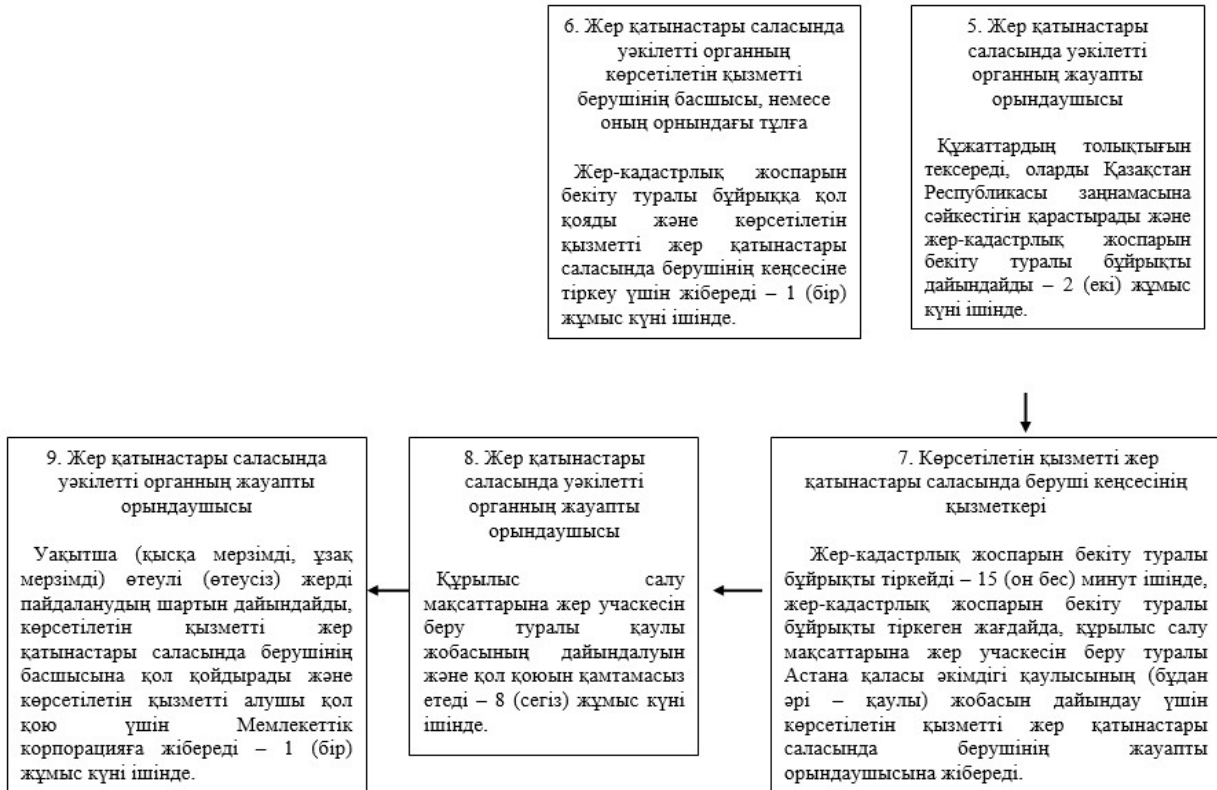 6. Жер қатынастары саласында
уәкілетті органның
көрсетілетін қызметті
берушінің басшысы, немесе
оның орнындағы тұлға
Жер-кадастрлық жоспарын
бекіту туралы бұйрыққа қол
қояды және көрсетілетін
қызметті жер қатынастары
саласында берушінің кеңсесіне
тіркеу үшін жібереді – 1 (бір)
жұмыс күні ішінде.
5. Жер қатынастары
саласында уәкілетті
органның жауапты
орындаушысы
Құжаттардың толықтығын
тексереді, оларды Қазақстан
Республикасы заңнамасына
сәйкестігін қарастырады және
жер-кадастрлық жоспарын
бекіту туралы бұйрықты
дайындайды – 2 (екі) жұмыс
күні ішінде.
9. Жер қатынастары саласында
уәкілетті органның жауапты
орындаушысы
Уақытша (қысқа мерзімді, ұзақ
мерзімді) өтеулі (өтеусіз) жерді
пайдаланудың шартын дайындайды,
көрсетілетін қызметті жер
қатынастары саласында берушінің
басшысына қол қойдырады және
көрсетілетін қызметті алушы қол
қою үшін Мемлекеттік
корпорацияға жібереді – 1 (бір)
жұмыс күні ішінде.
8. Жер қатынастары
саласында уәкілетті
органның жауапты
орындаушысы
Құрылыс салу
мақсаттарына жер учаскесін
беру туралы қаулы
жобасының дайындалуын
және қол қоюын қамтамасыз
етеді – 8 (сегіз) жұмыс күні
ішінде.
7. Көрсетілетін қызметті жер
қатынастары саласында беруші кеңсесінің
қызметкері
Жер-кадастрлық жоспарын бекіту туралы
бұйрықты тіркейді – 15 (он бес) минут ішінде,
жер-кадастрлық жоспарын бекіту туралы
бұйрықты тіркеген жағдайда, құрылыс салу
мақсаттарына жер учаскесін беру туралы
Астана қаласы әкімдігі қаулысының (бұдан
әрі – қаулы) жобасын дайындау үшін
көрсетілетін қызметті жер қатынастары
саласында берушінің жауапты
орындаушысына жібереді.